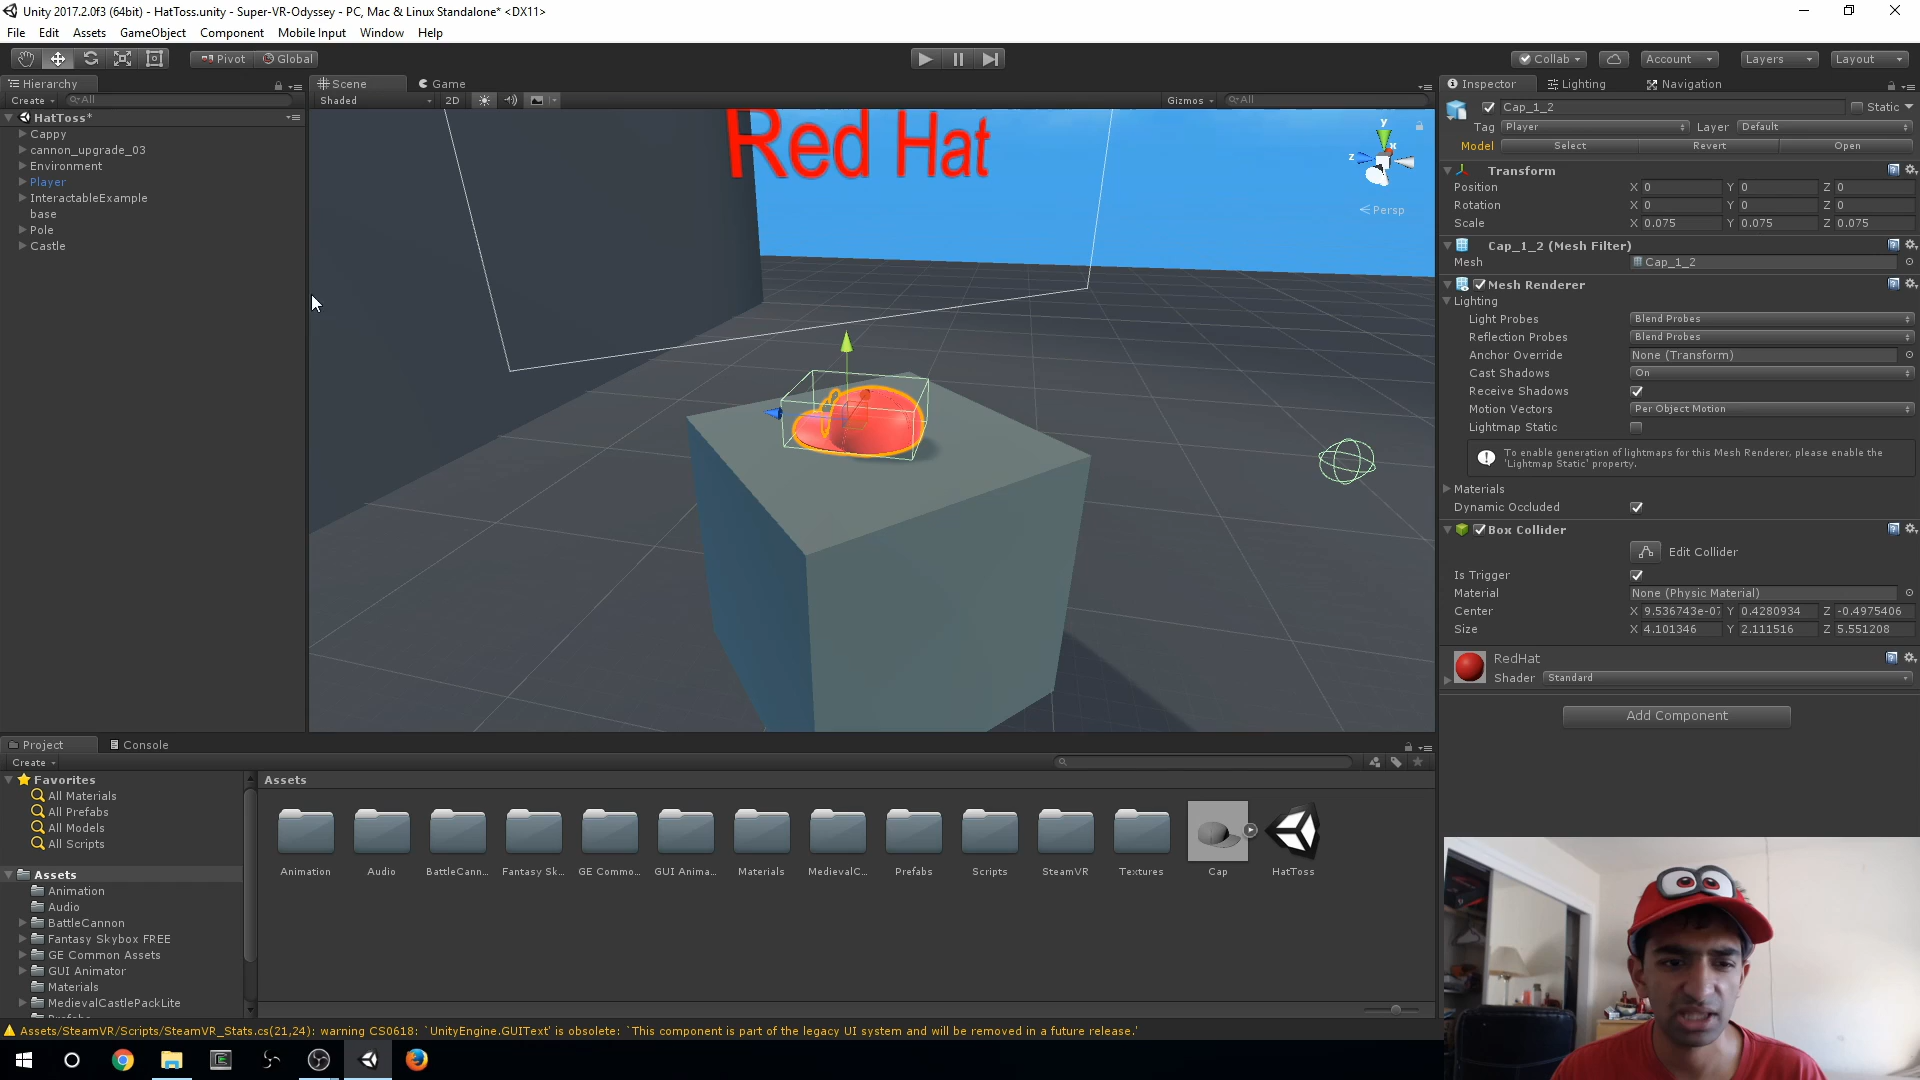 Unity 2017.2.0f3 (64bit) - HatToss.unity - Super-VR-Odyssey - PC, Mac & Linux Standalone* <DX11>
File Edit Assets GameObject Component Mobile Input Window Help
Pivot Global Collab Account Layers Layout
Hierarchy Scene Game Inspector Lighting Navigation
Create All Shaded 2D Gizmos All
HatToss*
Cappy
cannon_upgrade_03
Environment
Player
InteractableExample
base
Pole
Castle
Red Hat
y
x
z
Persp
Cap_1_2 Static
Tag Player Layer Default
Model Select Revert Open
Transform
Position X 0 Y 0 Z 0
Rotation X 0 Y 0 Z 0
Scale X 0.075 Y 0.075 Z 0.075
Cap_1_2 (Mesh Filter)
Mesh Cap_1_2
Mesh Renderer
Lighting
Light Probes Blend Probes
Reflection Probes Blend Probes
Anchor Override None (Transform)
Cast Shadows On
Receive Shadows
Motion Vectors Per Object Motion
Lightmap Static
To enable generation of lightmaps for this Mesh Renderer, please enable the
'Lightmap Static' property.
Materials
Dynamic Occluded
Box Collider
Edit Collider
Is Trigger
Material None (Physic Material)
Center X 9.536743e-07 Y 0.4280934 Z -0.4975406
Size X 4.101346 Y 2.111516 Z 5.551208
RedHat
Shader Standard
Add Component
Project Console
Create
Favorites
All Materials
All Prefabs
All Models
All Scripts
Assets
Animation
Audio
BattleCannon
Fantasy Skybox FREE
GE Common Assets
GUI Animator
Materials
MedievalCastlePackLite
Assets
Animation Audio BattleCann... Fantasy Sk... GE Commo... GUI Anima... Materials MedievalC... Prefabs Scripts SteamVR Textures Cap HatToss
Assets/SteamVR/Scripts/SteamVR_Stats.cs(21,24): warning CS0618: `UnityEngine.GUIText' is obsolete: `This component is part of the legacy UI system and will be removed in a future release.'